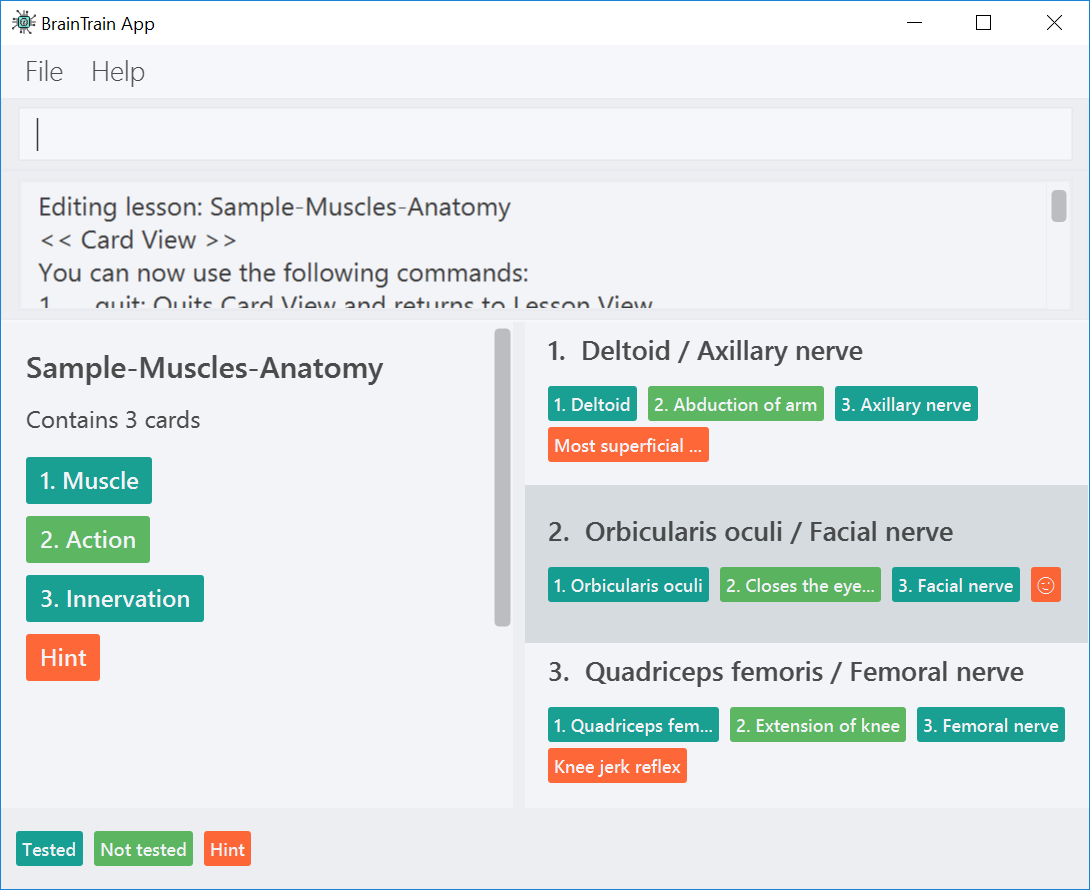 BrainTrain App
File Help
Editing lesson: Sample-Muscles-Anatomy
<< Card View >>
You can now use the following commands:
1. quit: Quits Card View and returns to Lesson View
Sample-Muscles-Anatomy
Contains 3 cards
1. Muscle
2. Action
3. Innervation
Hint
1. Deltoid / Axillary nerve
1. Deltoid 2. Abduction of arm 3. Axillary nerve
Most superficial ...
2. Orbicularis oculi / Facial nerve
1. Orbicularis oculi 2. Closes the eye... 3. Facial nerve ☺
3. Quadriceps femoris / Femoral nerve
1. Quadriceps fem... 2. Extension of knee 3. Femoral nerve
Knee jerk reflex
Tested Not tested Hint